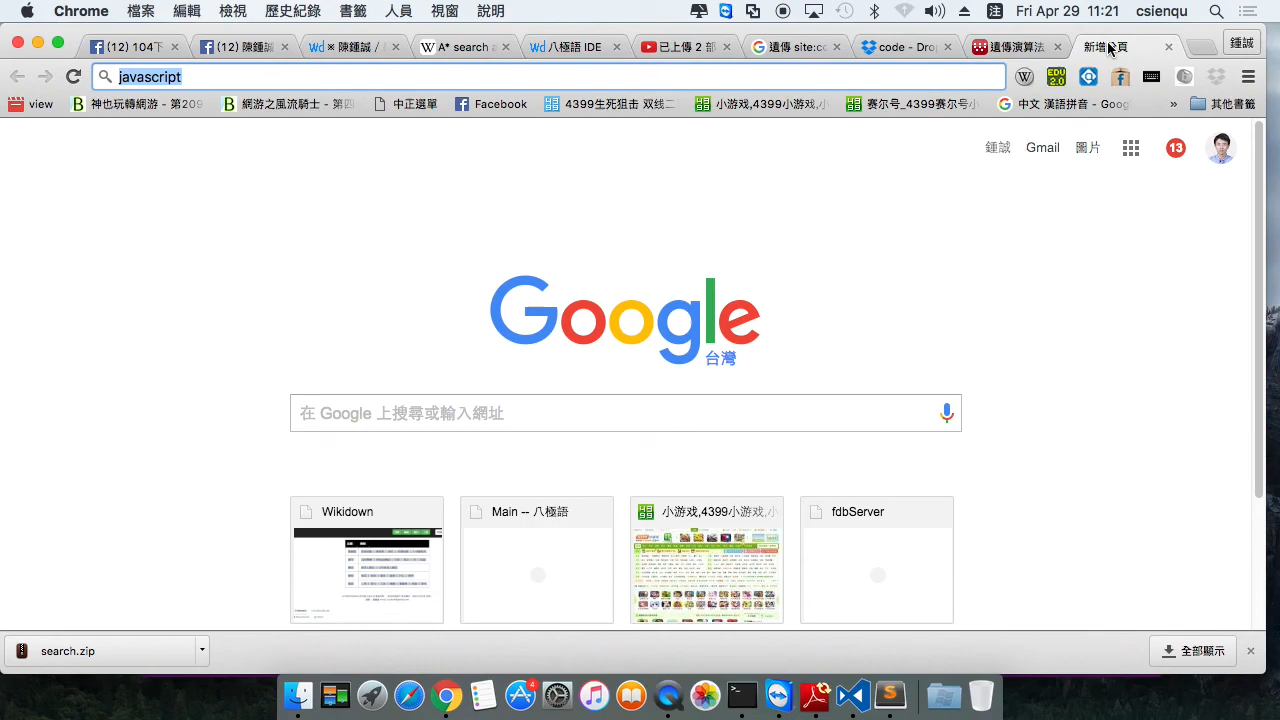 Chrome 檔案 編輯 檢視 歷史紀錄 書籤 人員 視窗 說明 注 Fri Apr 29 11:21 csienqu
(12) 104下 (12) 陳鍾誠 ※ 陳鍾誠 / W A* search a Wd 八極語 IDE 已上傳 2 部 遺傳 site:cc code - Drop 遺傳演算法 新增分頁 鍾誠
javascript
view 神也玩轉網游 - 第209 網游之風流騎士 - 第四 中正選單 Facebook 4399生死狙击 双线二 小游戏,4399小游戏,小 赛尔号_4399赛尔号小 中文 漢語拼音 - Goog » 其他書籤
鍾誠 Gmail 圖片 13
Google
台灣
在 Google 上搜尋或輸入網址
Wikidown Main -- 八極語 小游戏,4399小游戏,小 fdbServer
search.zip 全部顯示
4